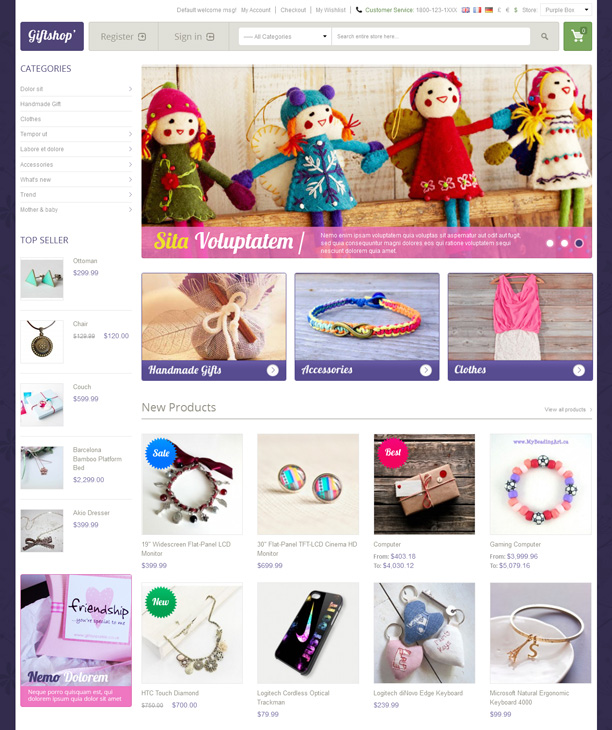 Default welcome msg! My Account Checkout My Wishlist Customer Service: 1800-123-1XXX € £ $ Store Purple Box
Giftshop'
Register
Sign in
---- All Categories
Search entire store here...
0
CATEGORIES
Dolor sit
Handmade Gift
Clothes
Tempor ut
Labore et dolore
Accessories
What's new
Trend
Mother & baby
TOP SELLER
Ottoman
$299.99
Chair
$129.99 $120.00
Couch
$599.99
Barcelona
Bamboo Platform
Bed
$2,299.00
Akio Dresser
$399.99
friendship
...you're special to me
Nemo Dolorem
Neque porro quisquam est, qui
dolorem ipsum quia dolor sit amet
Sita Voluptatem /
Nemo enim ipsam voluptatem quia voluptas sit aspernatur aut odit aut fugit,
sed quia consequuntur magni dolores eos qui ratione voluptatem sequi
nesciunt dolorem quia amet
Handmade Gifts
Accessories
Clothes
New Products
View all products
Sale
19" Widescreen Flat-Panel LCD
Monitor
$399.99
30" Flat-Panel TFT-LCD Cinema HD
Monitor
$699.99
Best
Computer
From: $403.16
To: $4,030.12
www.MyBeadingArt.ca
Gaming Computer
From: $3,999.96
To: $5,079.16
New
HTC Touch Diamond
$750.00 $700.00
Logitech Cordless Optical
Trackman
$79.99
Logitech diNovo Edge Keyboard
$239.99
Microsoft Natural Ergonomic
Keyboard 4000
$99.99